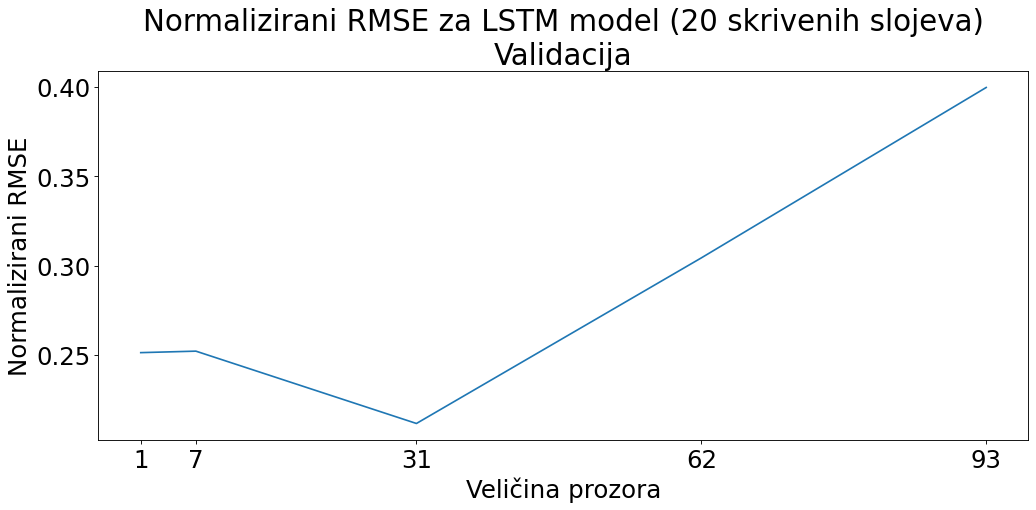 Normalizirani RMSE za LSTM model (20 skrivenih slojeva)
Validacija
Normalizirani RMSE
0.40
0.35
0.30
0.25
1 7 31 62 93
Veličina prozora